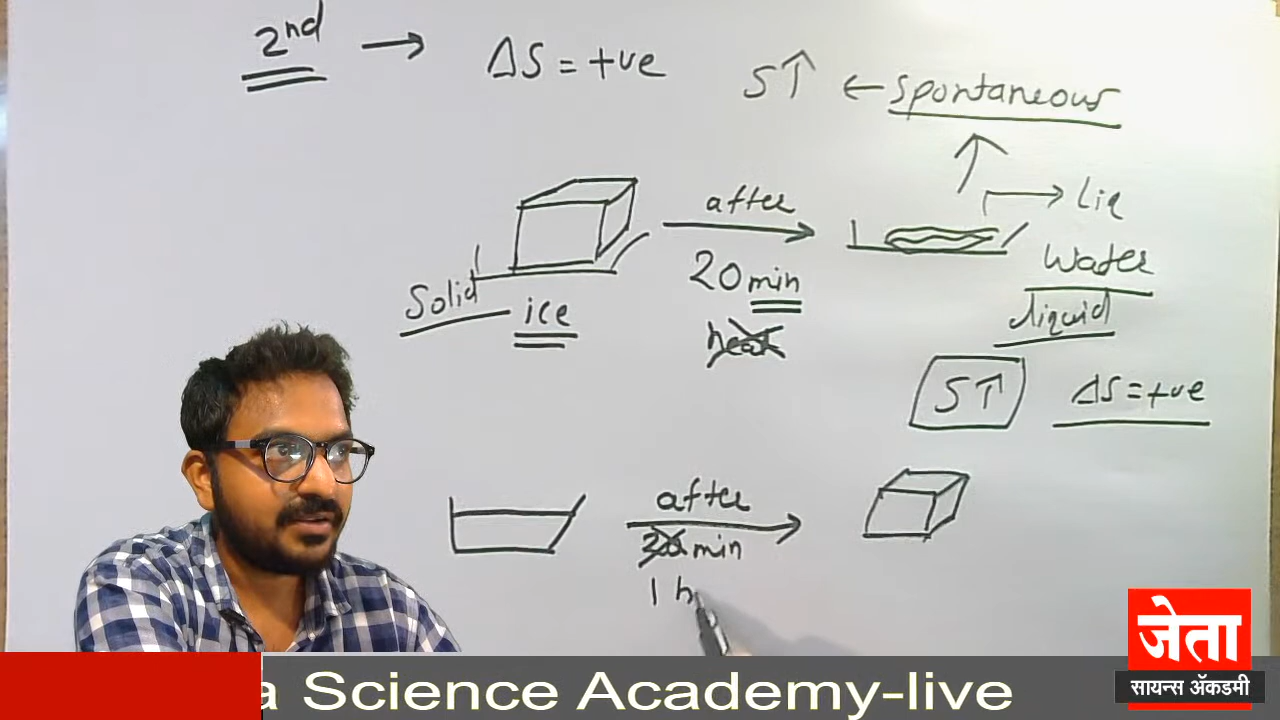 2nd → ΔS = +ve S↑ ← spontaneous
after
→ liq
20 min
water
Solid
ice
liquid
S↑ ΔS = +ve
after
min
1 h
जेता
सायन्स ॲकडमी
a Science Academy-live